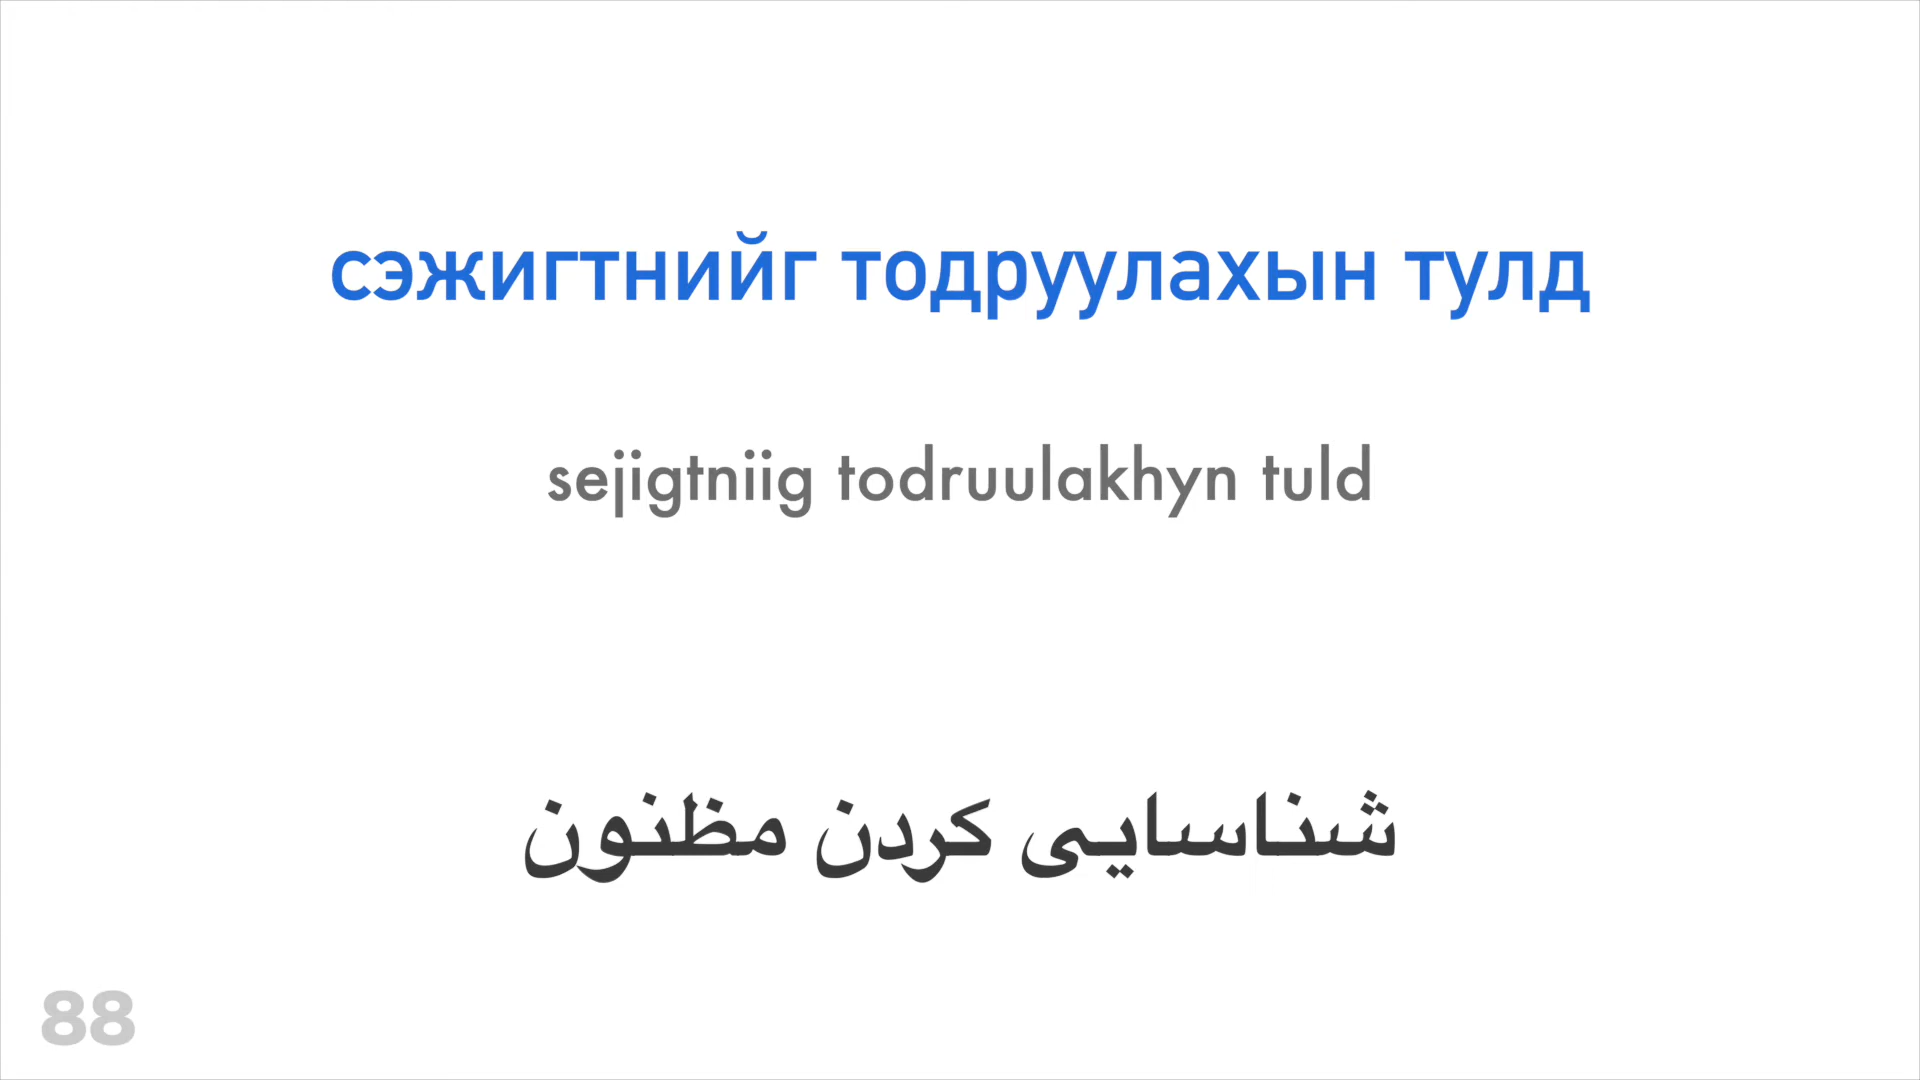 сэжигтнийг тодруулахын тулд
sejigtniig todruulakhyn tuld
شناسایی کردن مظنون
88